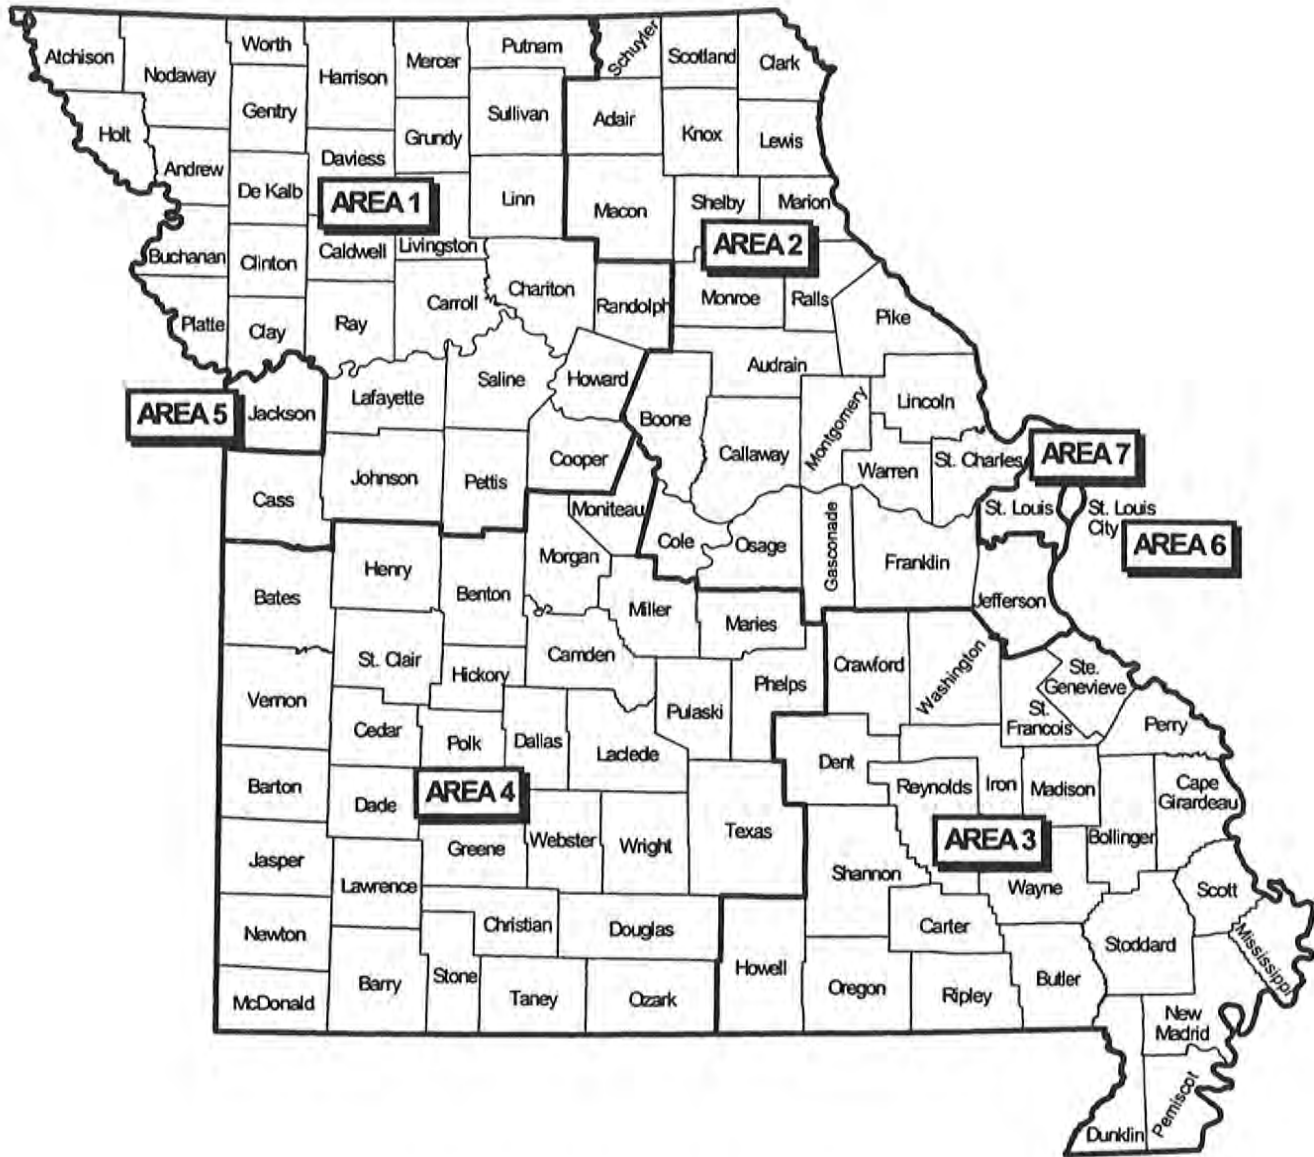 Atchison
Nodaway
Worth
Harrison
Mercer
Putnam
Schuyler
Scotland
Clark
Gentry
Sullivan
Adair
Knox
Lewis
Holt
Grundy
Andrew
De Kalb
Daviess
AREA 1
Linn
Macon
Shelby
Marion
AREA 2
Buchanan
Clinton
Caldwell
Livingston
Chariton
Randolph
Monroe
Ralls
Pike
Platte
Clay
Ray
Carroll
Audrain
AREA 5
Jackson
Lafayette
Saline
Howard
Boone
Callaway
Montgomery
Lincoln
Warren
St. Charles
AREA 7
Cass
Johnson
Pettis
Cooper
Moniteau
Cole
Osage
Gasconade
Franklin
St. Louis
St. Louis
City
AREA 6
Jefferson
Bates
Henry
Benton
Morgan
Miller
Maries
St. Clair
Hickory
Camden
Pulaski
Phelps
Crawford
Washington
Ste.
Genevieve
St.
Francois
Perry
Vernon
Cedar
Polk
Dallas
Laclede
Dent
Reynolds
Iron
Madison
Cape
Girardeau
Barton
Dade
AREA 4
AREA 3
Bollinger
Jasper
Greene
Webster
Wright
Texas
Shannon
Wayne
Scott
Lawrence
Newton
Christian
Douglas
Carter
Stoddard
Mississippi
McDonald
Barry
Stone
Taney
Ozark
Howell
Oregon
Ripley
Butler
New
Madrid
Dunklin
Pemiscot